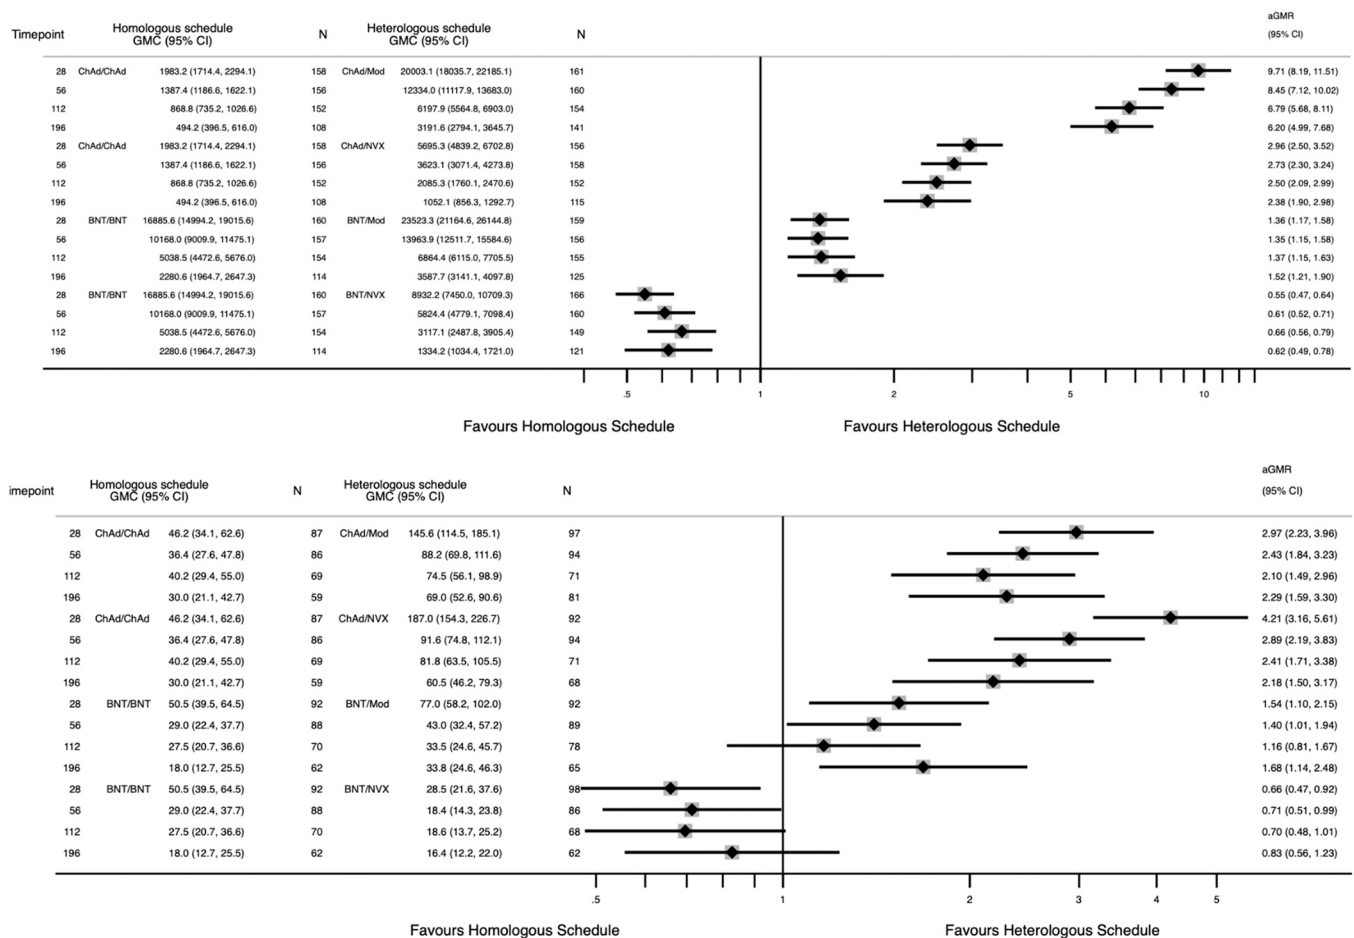 aGMR
Homologous schedule Heterologous schedule
Timepoint GMC (95% CI) N GMC (95% CI) N (95% CI)
28 ChAd/ChAd 1983.2 (1714.4, 2294.1) 158 ChAd/Mod 20003.1 (18035.7, 22185.1) 161 9.71 (8.19, 11.51)
56 1387.4 (1186.6, 1622.1) 156 12334.0 (11117.9, 13683.0) 160 8.45 (7.12, 10.02)
112 868.8 (735.2, 1026.6) 152 6197.9 (5564.8, 6903.0) 154 6.79 (5.68, 8.11)
196 494.2 (396.5, 616.0) 108 3191.6 (2794.1, 3645.7) 141 6.20 (4.99, 7.68)
28 ChAd/ChAd 1983.2 (1714.4, 2294.1) 158 ChAd/NVX 5695.3 (4839.2, 6702.8) 156 2.96 (2.50, 3.52)
56 1387.4 (1186.6, 1622.1) 156 3623.1 (3071.4, 4273.8) 158 2.73 (2.30, 3.24)
112 868.8 (735.2, 1026.6) 152 2085.3 (1760.1, 2470.6) 152 2.50 (2.09, 2.99)
196 494.2 (396.5, 616.0) 108 1052.1 (856.3, 1292.7) 115 2.38 (1.90, 2.98)
28 BNT/BNT 16885.6 (14994.2, 19015.6) 160 BNT/Mod 23523.3 (21164.6, 26144.8) 159 1.36 (1.17, 1.58)
56 10168.0 (9009.9, 11475.1) 157 13963.9 (12511.7, 15584.6) 156 1.35 (1.15, 1.58)
112 5038.5 (4472.6, 5676.0) 154 6864.4 (6115.0, 7705.5) 155 1.37 (1.15, 1.63)
196 2280.6 (1964.7, 2647.3) 114 3587.7 (3141.1, 4097.8) 125 1.52 (1.21, 1.90)
28 BNT/BNT 16885.6 (14994.2, 19015.6) 160 BNT/NVX 8932.2 (7450.0, 10709.3) 166 0.55 (0.47, 0.64)
56 10168.0 (9009.9, 11475.1) 157 5824.4 (4779.1, 7098.4) 160 0.61 (0.52, 0.71)
112 5038.5 (4472.6, 5676.0) 154 3117.1 (2487.8, 3905.4) 149 0.66 (0.56, 0.79)
196 2280.6 (1964.7, 2647.3) 114 1334.2 (1034.4, 1721.0) 121 0.62 (0.49, 0.78)
.5 1 2 5 10
Favours Homologous Schedule Favours Heterologous Schedule
aGMR
Homologous schedule Heterologous schedule
imepoint GMC (95% CI) N GMC (95% CI) N (95% CI)
28 ChAd/ChAd 46.2 (34.1, 62.6) 87 ChAd/Mod 145.6 (114.5, 185.1) 97 2.97 (2.23, 3.96)
56 36.4 (27.6, 47.8) 86 88.2 (69.8, 111.6) 94 2.43 (1.84, 3.23)
112 40.2 (29.4, 55.0) 69 74.5 (56.1, 98.9) 71 2.10 (1.49, 2.96)
196 30.0 (21.1, 42.7) 59 69.0 (52.6, 90.6) 81 2.29 (1.59, 3.30)
28 ChAd/ChAd 46.2 (34.1, 62.6) 87 ChAd/NVX 187.0 (154.3, 226.7) 92 4.21 (3.16, 5.61)
56 36.4 (27.6, 47.8) 86 91.6 (74.8, 112.1) 94 2.89 (2.19, 3.83)
112 40.2 (29.4, 55.0) 69 81.8 (63.5, 105.5) 71 2.41 (1.71, 3.38)
196 30.0 (21.1, 42.7) 59 60.5 (46.2, 79.3) 68 2.18 (1.50, 3.17)
28 BNT/BNT 50.5 (39.5, 64.5) 92 BNT/Mod 77.0 (58.2, 102.0) 92 1.54 (1.10, 2.15)
56 29.0 (22.4, 37.7) 88 43.0 (32.4, 57.2) 89 1.40 (1.01, 1.94)
112 27.5 (20.7, 36.6) 70 33.5 (24.6, 45.7) 78 1.16 (0.81, 1.67)
196 18.0 (12.7, 25.5) 62 33.8 (24.6, 46.3) 65 1.68 (1.14, 2.48)
28 BNT/BNT 50.5 (39.5, 64.5) 92 BNT/NVX 28.5 (21.6, 37.6) 98 0.66 (0.47, 0.92)
56 29.0 (22.4, 37.7) 88 18.4 (14.3, 23.8) 86 0.71 (0.51, 0.99)
112 27.5 (20.7, 36.6) 70 18.6 (13.7, 25.2) 68 0.70 (0.48, 1.01)
196 18.0 (12.7, 25.5) 62 16.4 (12.2, 22.0) 62 0.83 (0.56, 1.23)
.5 1 2 3 4 5
Favours Homologous Schedule Favours Heterologous Schedule